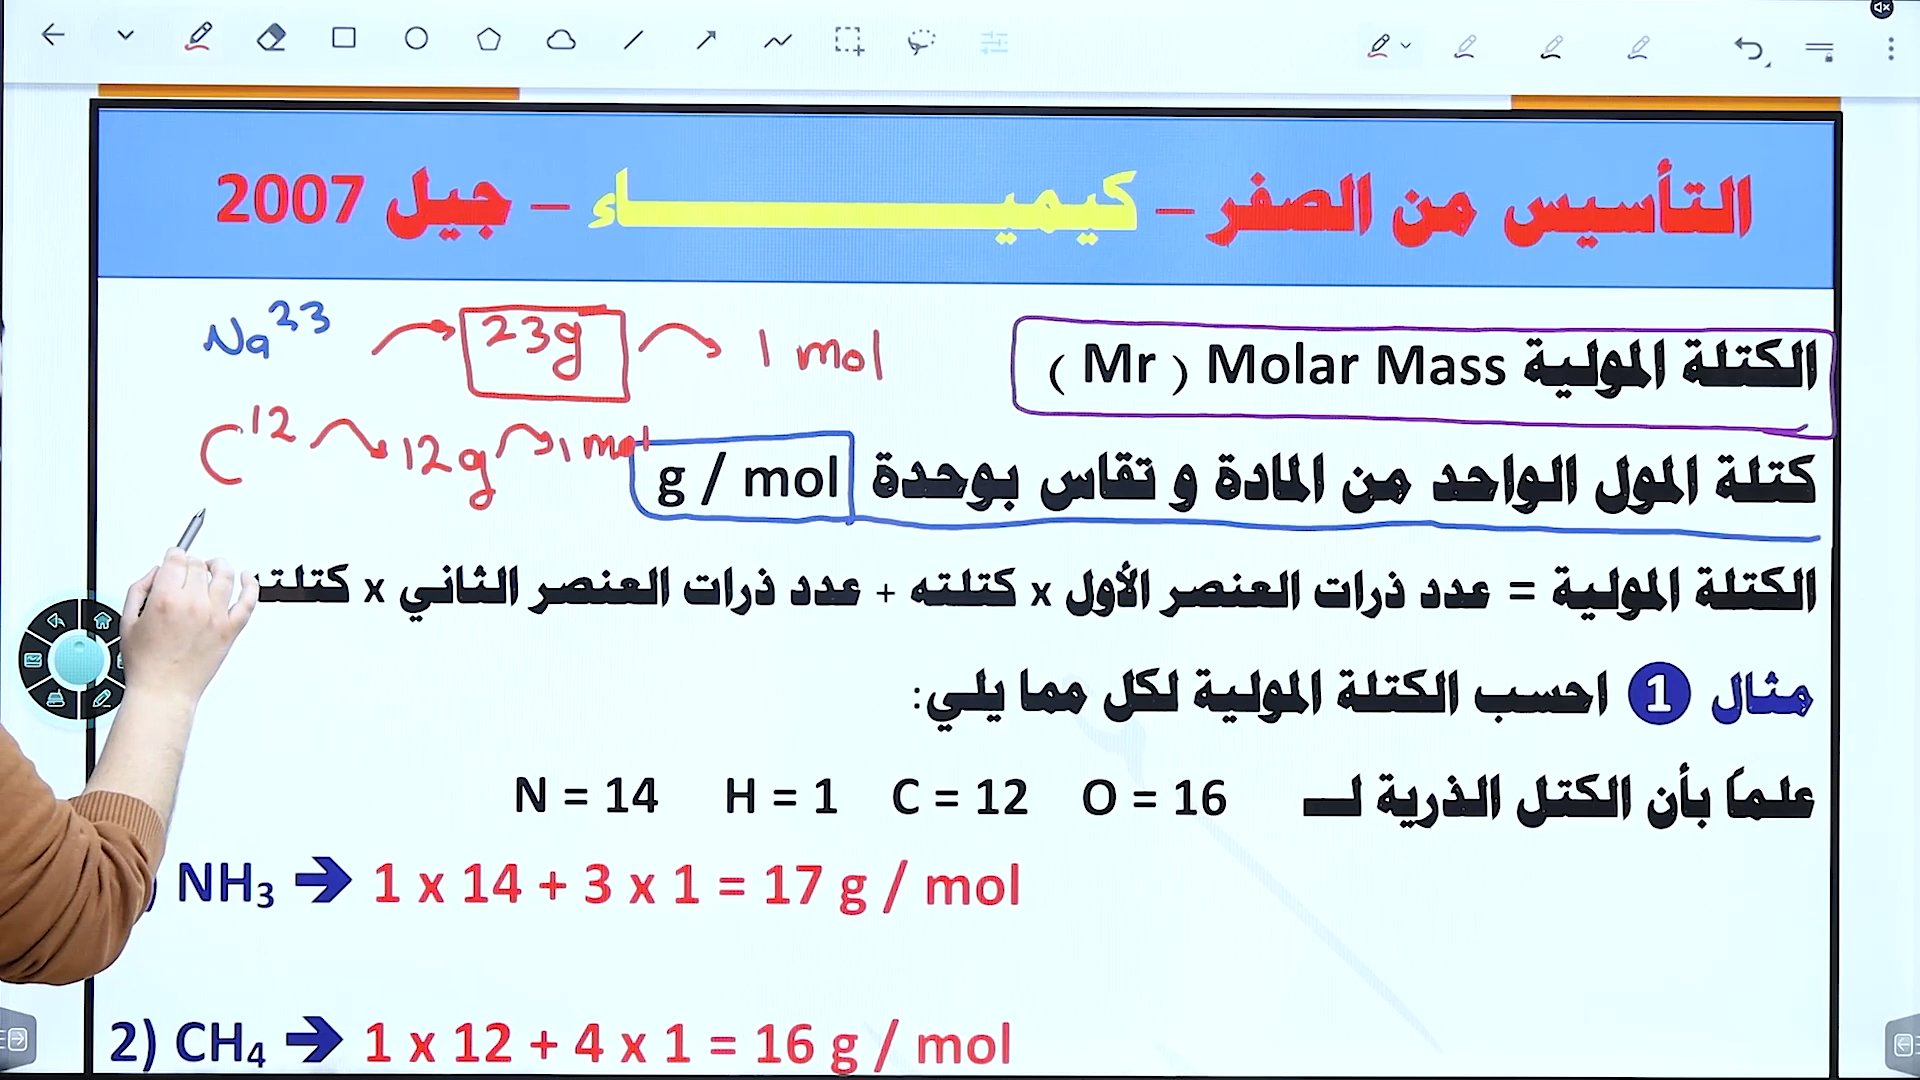 التأسيس من الصفر – كيميـــــــاء – جيل 2007
الكتلة المولية Molar Mass ( Mr )
Na²³ 23g 1 mol
كتلة المول الواحد من المادة و تقاس بوحدة g / mol
C¹² 12g 1 mol
الكتلة المولية = عدد ذرات العنصر الأول x كتلته + عدد ذرات العنصر الثاني x كتلته
مثال 1 احسب الكتلة المولية لكل مما يلي:
علماً بأن الكتل الذرية لـــ O = 16 C = 12 H = 1 N = 14
) NH₃ ➔ 1 x 14 + 3 x 1 = 17 g / mol
2) CH₄ ➔ 1 x 12 + 4 x 1 = 16 g / mol